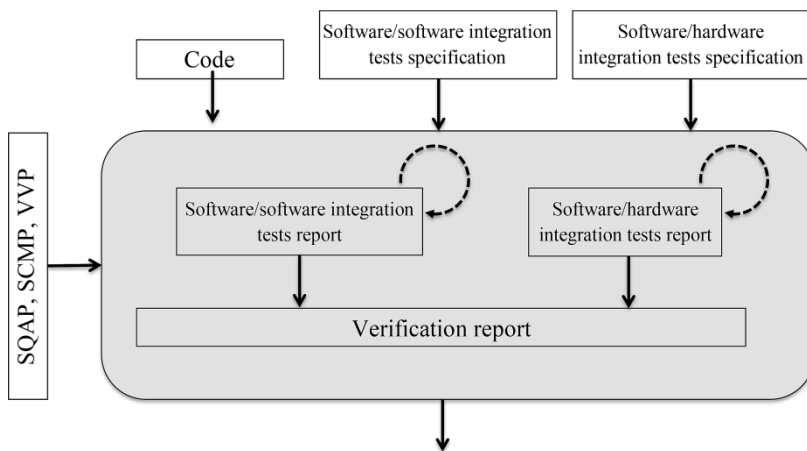 Code
Software/software integration
tests specification
Software/hardware
integration tests specification
SQAP, SCMP, VVP
Software/software integration
tests report
Software/hardware
integration tests report
Verification report